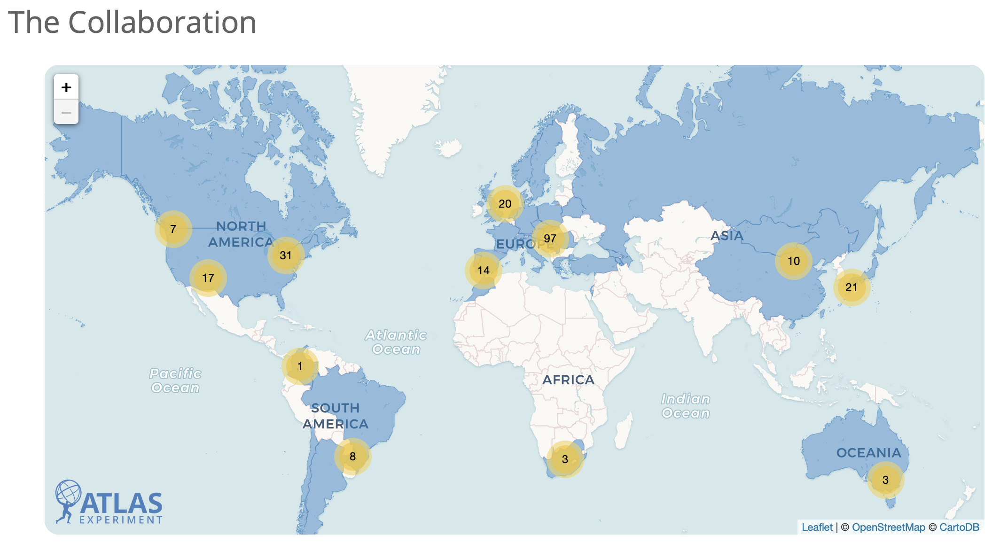 The Collaboration
+
−
NORTH
AMERICA
7
31
17
20
97
EUROPE
14
ASIA
10
21
Atlantic
Ocean
Pacific
Ocean
1
AFRICA
SOUTH
AMERICA
Indian
Ocean
8
3
OCEANIA
3
ATLAS
EXPERIMENT
Leaflet | © OpenStreetMap © CartoDB